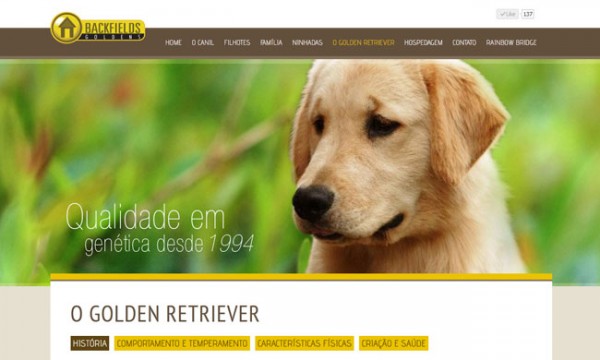 Like 137
BACKFIELDS
GOLDENS
HOME O CANIL FILHOTES FAMÍLIA NINHADAS O GOLDEN RETRIEVER HOSPEDAGEM CONTATO RAINBOW BRIDGE
Qualidade em
genética desde 1994
O GOLDEN RETRIEVER
HISTÓRIA COMPORTAMENTO E TEMPERAMENTO CARACTERÍSTICAS FÍSICAS CRIAÇÃO E SAÚDE